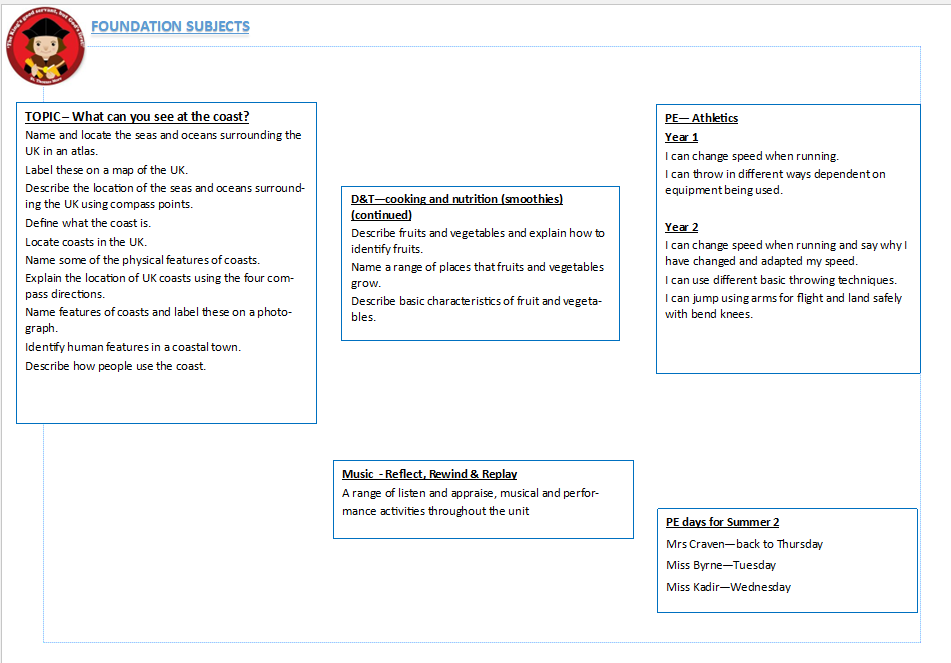 FOUNDATION SUBJECTS
"The King's good servant, but God's first"
St. Thomas More
TOPIC – What can you see at the coast?
Name and locate the seas and oceans surrounding the
UK in an atlas.
Label these on a map of the UK.
Describe the location of the seas and oceans surround-
ing the UK using compass points.
Define what the coast is.
Locate coasts in the UK.
Name some of the physical features of coasts.
Explain the location of UK coasts using the four com-
pass directions.
Name features of coasts and label these on a photo-
graph.
Identify human features in a coastal town.
Describe how people use the coast.
D&T—cooking and nutrition (smoothies)
(continued)
Describe fruits and vegetables and explain how to
identify fruits.
Name a range of places that fruits and vegetables
grow.
Describe basic characteristics of fruit and vegeta-
bles.
PE— Athletics
Year 1
I can change speed when running.
I can throw in different ways dependent on
equipment being used.
Year 2
I can change speed when running and say why I
have changed and adapted my speed.
I can use different basic throwing techniques.
I can jump using arms for flight and land safely
with bend knees.
Music - Reflect, Rewind & Replay
A range of listen and appraise, musical and perfor-
mance activities throughout the unit
PE days for Summer 2
Mrs Craven—back to Thursday
Miss Byrne—Tuesday
Miss Kadir—Wednesday